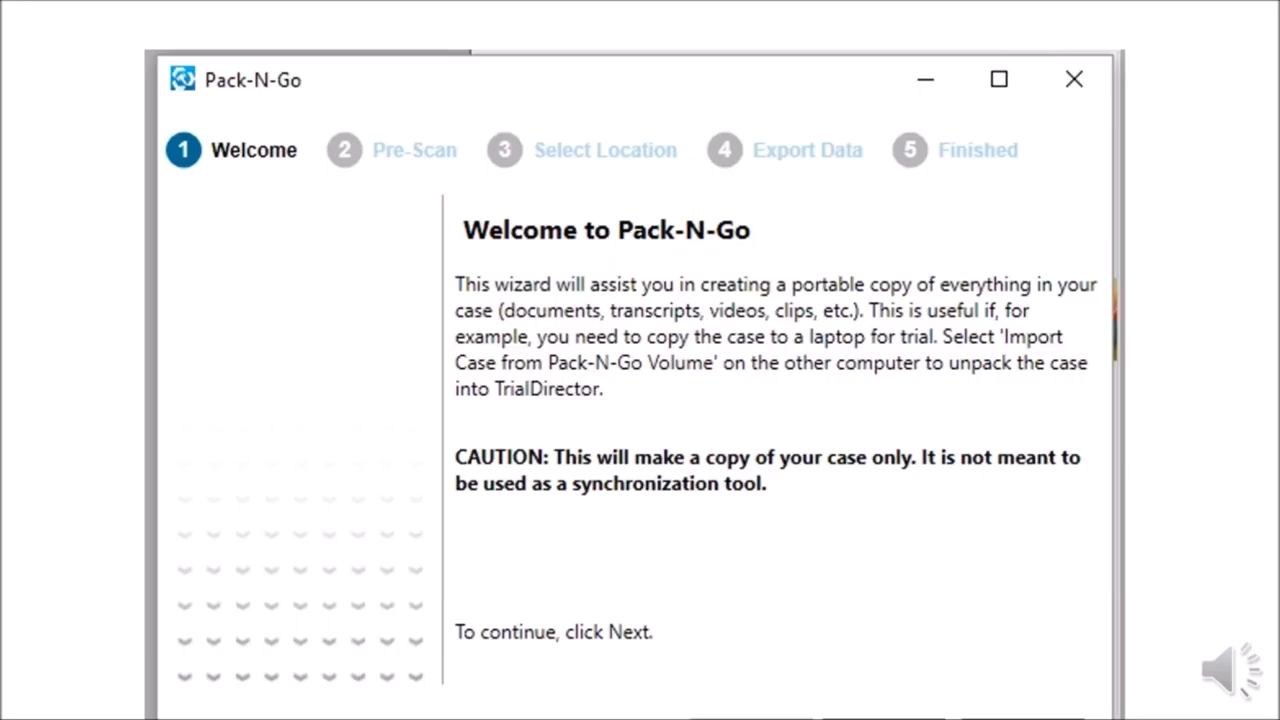 Pack-N-Go
1 Welcome 2 Pre-Scan 3 Select Location 4 Export Data 5 Finished
Welcome to Pack-N-Go
This wizard will assist you in creating a portable copy of everything in your
case (documents, transcripts, videos, clips, etc.). This is useful if, for
example, you need to copy the case to a laptop for trial. Select 'Import
Case from Pack-N-Go Volume' on the other computer to unpack the case
into TrialDirector.
CAUTION: This will make a copy of your case only. It is not meant to
be used as a synchronization tool.
To continue, click Next.